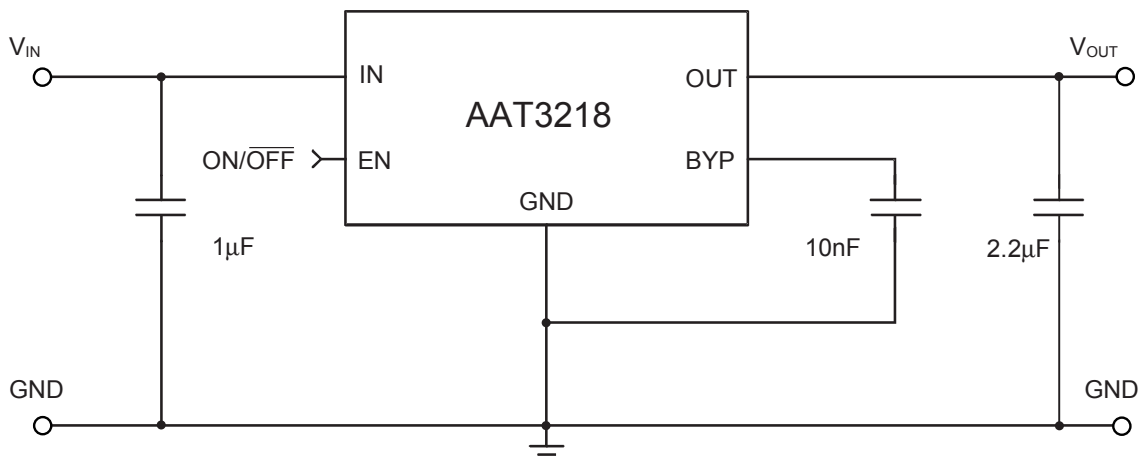 VIN
VOUT
IN
OUT
AAT3218
ON/OFF
EN
BYP
GND
1μF
10nF
2.2μF
GND
GND